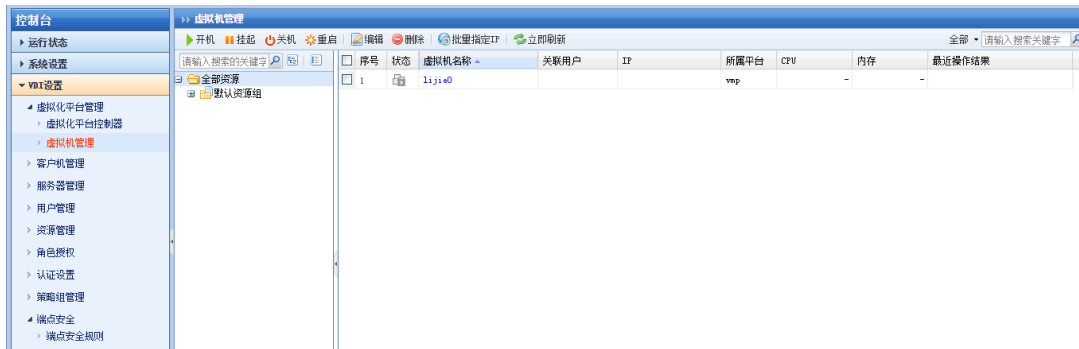 控制台
运行状态
系统设置
VDI设置
虚拟化平台管理
虚拟化平台控制器
虚拟机管理
客户机管理
服务器管理
用户管理
资源管理
角色授权
认证设置
策略组管理
端点安全
端点安全规则
虚拟机管理
开机 挂起 关机 重启 编辑 删除 批量指定IP 立即刷新 全部 请输入搜索关键字
请输入搜索的关键字
全部资源
默认资源组
序号 状态 虚拟机名称 关联用户 IP 所属平台 CPU 内存 最近操作结果
1 lijie0 vmp - -